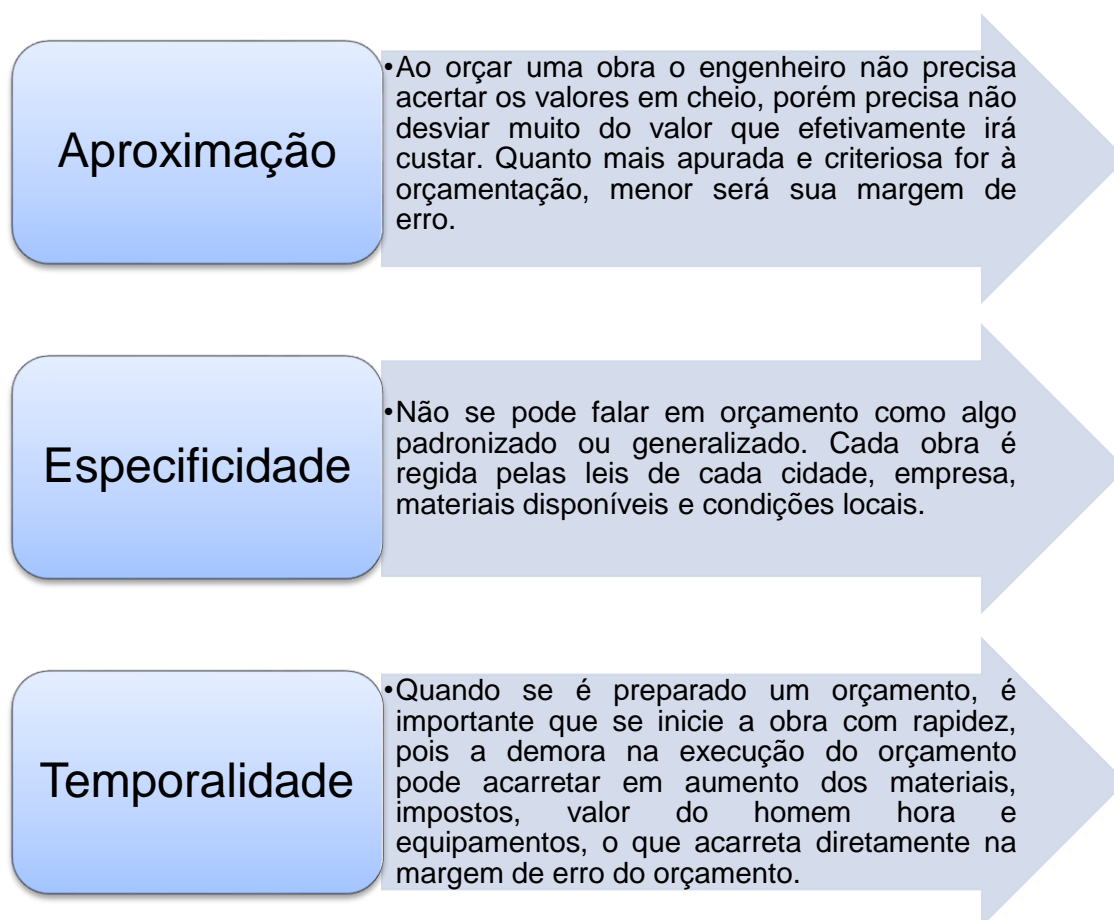 Aproximação
•Ao orçar uma obra o engenheiro não precisa
acertar os valores em cheio, porém precisa não
desviar muito do valor que efetivamente irá
custar. Quanto mais apurada e criteriosa for à
orçamentação, menor será sua margem de
erro.
Especificidade
•Não se pode falar em orçamento como algo
padronizado ou generalizado. Cada obra é
regida pelas leis de cada cidade, empresa,
materiais disponíveis e condições locais.
Temporalidade
•Quando se é preparado um orçamento, é
importante que se inicie a obra com rapidez,
pois a demora na execução do orçamento
pode acarretar em aumento dos materiais,
impostos, valor do homem hora e
equipamentos, o que acarreta diretamente na
margem de erro do orçamento.